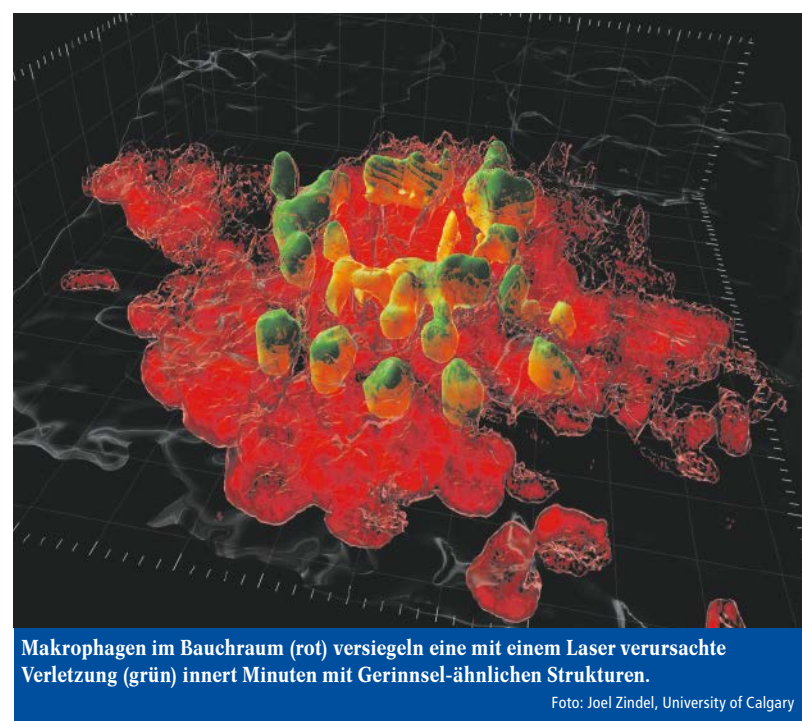 Makrophagen im Bauchraum (rot) versiegeln eine mit einem Laser verursachte
Verletzung (grün) innert Minuten mit Gerinnsel-ähnlichen Strukturen.
Foto: Joel Zindel, University of Calgary